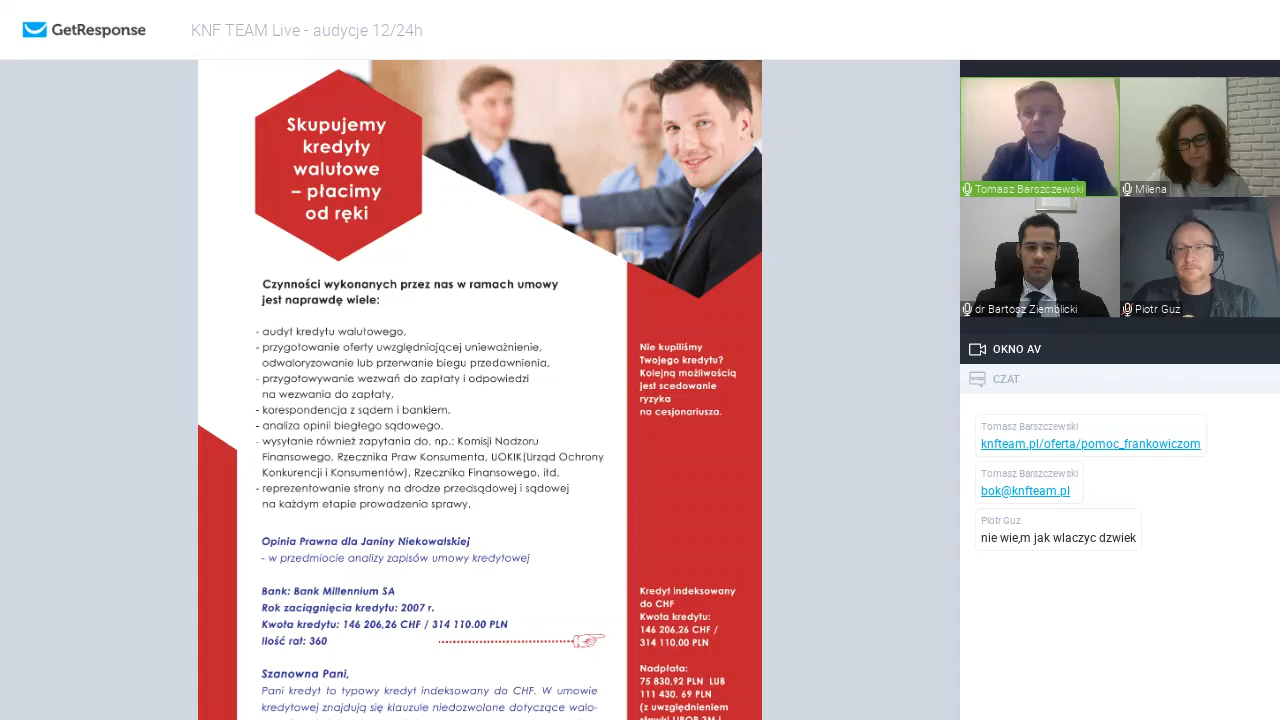 GetResponse
KNF TEAM Live - audycje 12/24h
Skupujemy
kredyty
walutowe
– płacimy
od ręki
Czynności wykonanych przez nas w ramach umowy
jest naprawdę wiele:
- audyt kredytu walutowego,
- przygotowanie oferty uwzględniającej unieważnienie,
odwaloryzowanie lub przerwanie biegu przedawnienia,
- przygotowywanie wezwań do zapłaty i odpowiedzi
na wezwania do zapłaty,
- korespondencja z sądem i bankiem,
- analiza opinii biegłego sądowego,
- wysyłanie również zapytania do, np.: Komisji Nadzoru
Finansowego, Rzecznika Praw Konsumenta, UOKIK(Urząd Ochrony
Konkurencji i Konsumentów), Rzecznika Finansowego, itd.
- reprezentowanie strony na drodze przedsądowej i sądowej
na każdym etapie prowadzenia sprawy.
Opinia Prawna dla Janiny Niekowalskiej
- w przedmiocie analizy zapisów umowy kredytowej
Bank: Bank Millennium SA
Rok zaciągnięcia kredytu: 2007 r.
Kwota kredytu: 146 206,26 CHF / 314 110.00 PLN
Ilość rat: 360
Szanowna Pani,
Pani kredyt to typowy kredyt indeksowany do CHF. W umowie
kredytowej znajdują się klauzule niedozwolone dotyczące walo-
Nie kupiliśmy
Twojego kredytu?
Kolejną możliwością
jest scedowanie
ryzyka
na cesjonariusza.
Kredyt indeksowany
do CHF
Kwota kredytu:
146 206,26 CHF /
314 110,00 PLN
Nadpłata:
75 830,92 PLN LUB
111 430. 69 PLN
(z uwzględnieniem
stawki LIBOR 3M i
Tomasz Barszczewski
Milena
dr Bartosz Ziemblicki
Piotr Guz
OKNO AV
CZAT
Tomasz Barszczewski
knfteam.pl/oferta/pomoc_frankowiczom
Tomasz Barszczewski
bok@knfteam.pl
Piotr Guz
nie wie,m jak wlaczyc dzwiek